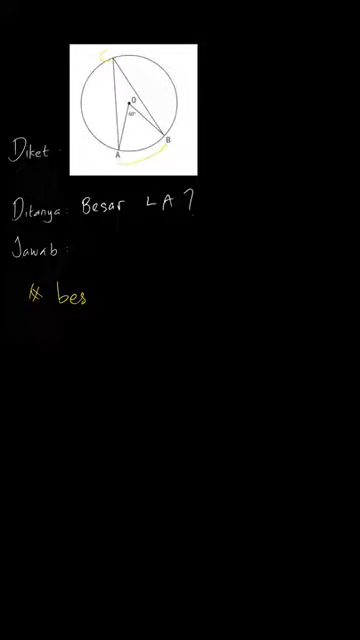 C
O
60°
A
B
Diket :
Ditanya : Besar ∠ A ?
Jawab :
* bes